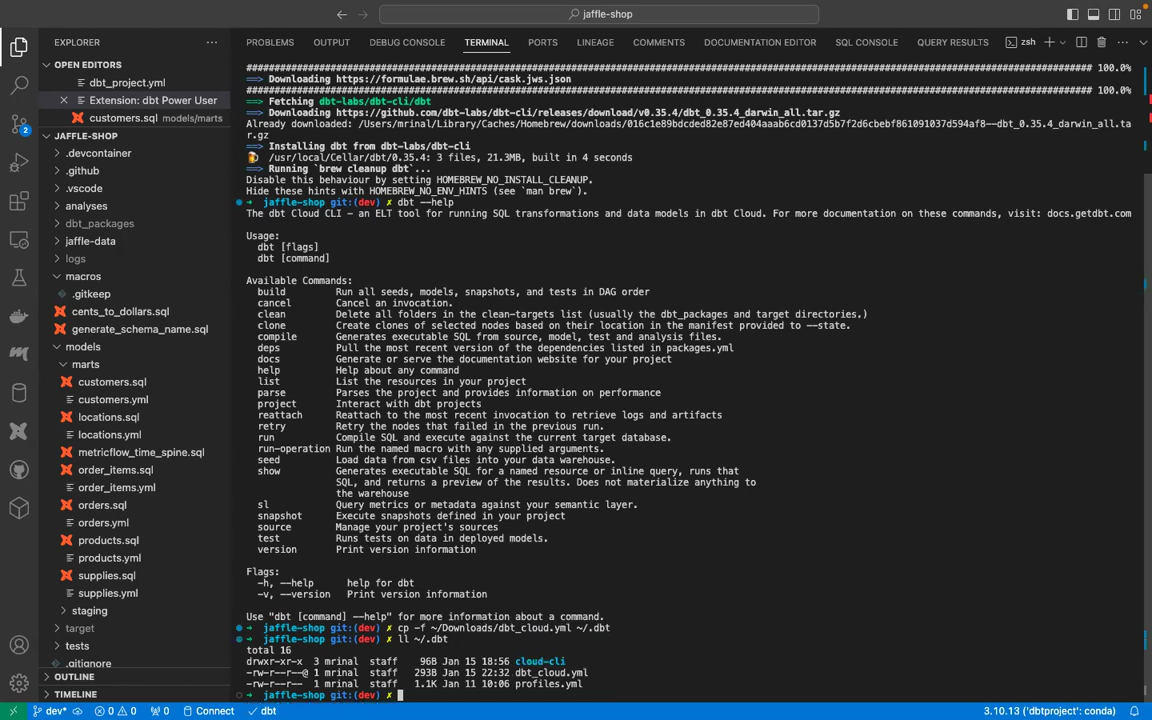 jaffle-shop
EXPLORER
OPEN EDITORS
dbt_project.yml
Extension: dbt Power User
customers.sql models/marts
JAFFLE-SHOP
.devcontainer
.github
.vscode
analyses
dbt_packages
jaffle-data
logs
macros
.gitkeep
cents_to_dollars.sql
generate_schema_name.sql
models
marts
customers.sql
customers.yml
locations.sql
locations.yml
metricflow_time_spine.sql
order_items.sql
order_items.yml
orders.sql
orders.yml
products.sql
products.yml
supplies.sql
supplies.yml
staging
target
tests
.gitignore
OUTLINE
TIMELINE
2
PROBLEMS OUTPUT DEBUG CONSOLE TERMINAL PORTS LINEAGE COMMENTS DOCUMENTATION EDITOR SQL CONSOLE QUERY RESULTS zsh
######################################################################## 100.0%
==> Downloading https://formulae.brew.sh/api/cask.jws.json
######################################################################## 100.0%
==> Fetching dbt-labs/dbt-cli/dbt
==> Downloading https://github.com/dbt-labs/dbt-cli/releases/download/v0.35.4/dbt_0.35.4_darwin_all.tar.gz
Already downloaded: /Users/mrinal/Library/Caches/Homebrew/downloads/016c1e89bdcded82e87ed404aaab6cd0137d5b7f2d6cbebf861091037d594af8--dbt_0.35.4_darwin_all.ta
r.gz
==> Installing dbt from dbt-labs/dbt-cli
🍺 /usr/local/Cellar/dbt/0.35.4: 3 files, 21.3MB, built in 4 seconds
==> Running `brew cleanup dbt`...
Disable this behaviour by setting HOMEBREW_NO_INSTALL_CLEANUP.
Hide these hints with HOMEBREW_NO_ENV_HINTS (see `man brew`).
➜ jaffle-shop git:(dev) ✗ dbt --help
The dbt Cloud CLI - an ELT tool for running SQL transformations and data models in dbt Cloud. For more documentation on these commands, visit: docs.getdbt.com
Usage:
dbt [flags]
dbt [command]
Available Commands:
build Run all seeds, models, snapshots, and tests in DAG order
cancel Cancel an invocation.
clean Delete all folders in the clean-targets list (usually the dbt_packages and target directories.)
clone Create clones of selected nodes based on their location in the manifest provided to --state.
compile Generates executable SQL from source, model, test and analysis files.
deps Pull the most recent version of the dependencies listed in packages.yml
docs Generate or serve the documentation website for your project
help Help about any command
list List the resources in your project
parse Parses the project and provides information on performance
project Interact with dbt projects
reattach Reattach to the most recent invocation to retrieve logs and artifacts
retry Retry the nodes that failed in the previous run.
run Compile SQL and execute against the current target database.
run-operation Run the named macro with any supplied arguments.
seed Load data from csv files into your data warehouse.
show Generates executable SQL for a named resource or inline query, runs that
SQL, and returns a preview of the results. Does not materialize anything to
the warehouse
sl Query metrics or metadata against your semantic layer.
snapshot Execute snapshots defined in your project
source Manage your project's sources
test Runs tests on data in deployed models.
version Print version information
Flags:
-h, --help help for dbt
-v, --version Print version information
Use "dbt [command] --help" for more information about a command.
➜ jaffle-shop git:(dev) ✗ cp -f ~/Downloads/dbt_cloud.yml ~/.dbt
➜ jaffle-shop git:(dev) ✗ ll ~/.dbt
total 16
drwxr-xr-x 3 mrinal staff 96B Jan 15 18:56 cloud-cli
-rw-r--r--@ 1 mrinal staff 293B Jan 15 22:32 dbt_cloud.yml
-rw-r--r-- 1 mrinal staff 1.1K Jan 11 10:06 profiles.yml
➜ jaffle-shop git:(dev) ✗
dev* 0 0 0 Connect dbt 3.10.13 ('dbtproject': conda)